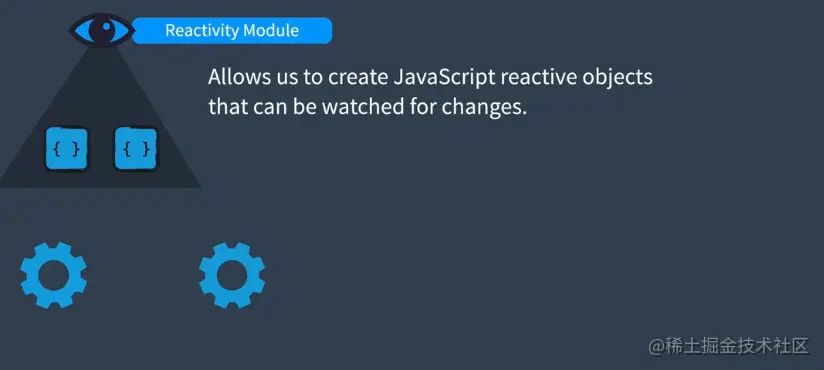 Reactivity Module
Allows us to create JavaScript reactive objects
that can be watched for changes.
{ } { }
@稀土掘金技术社区